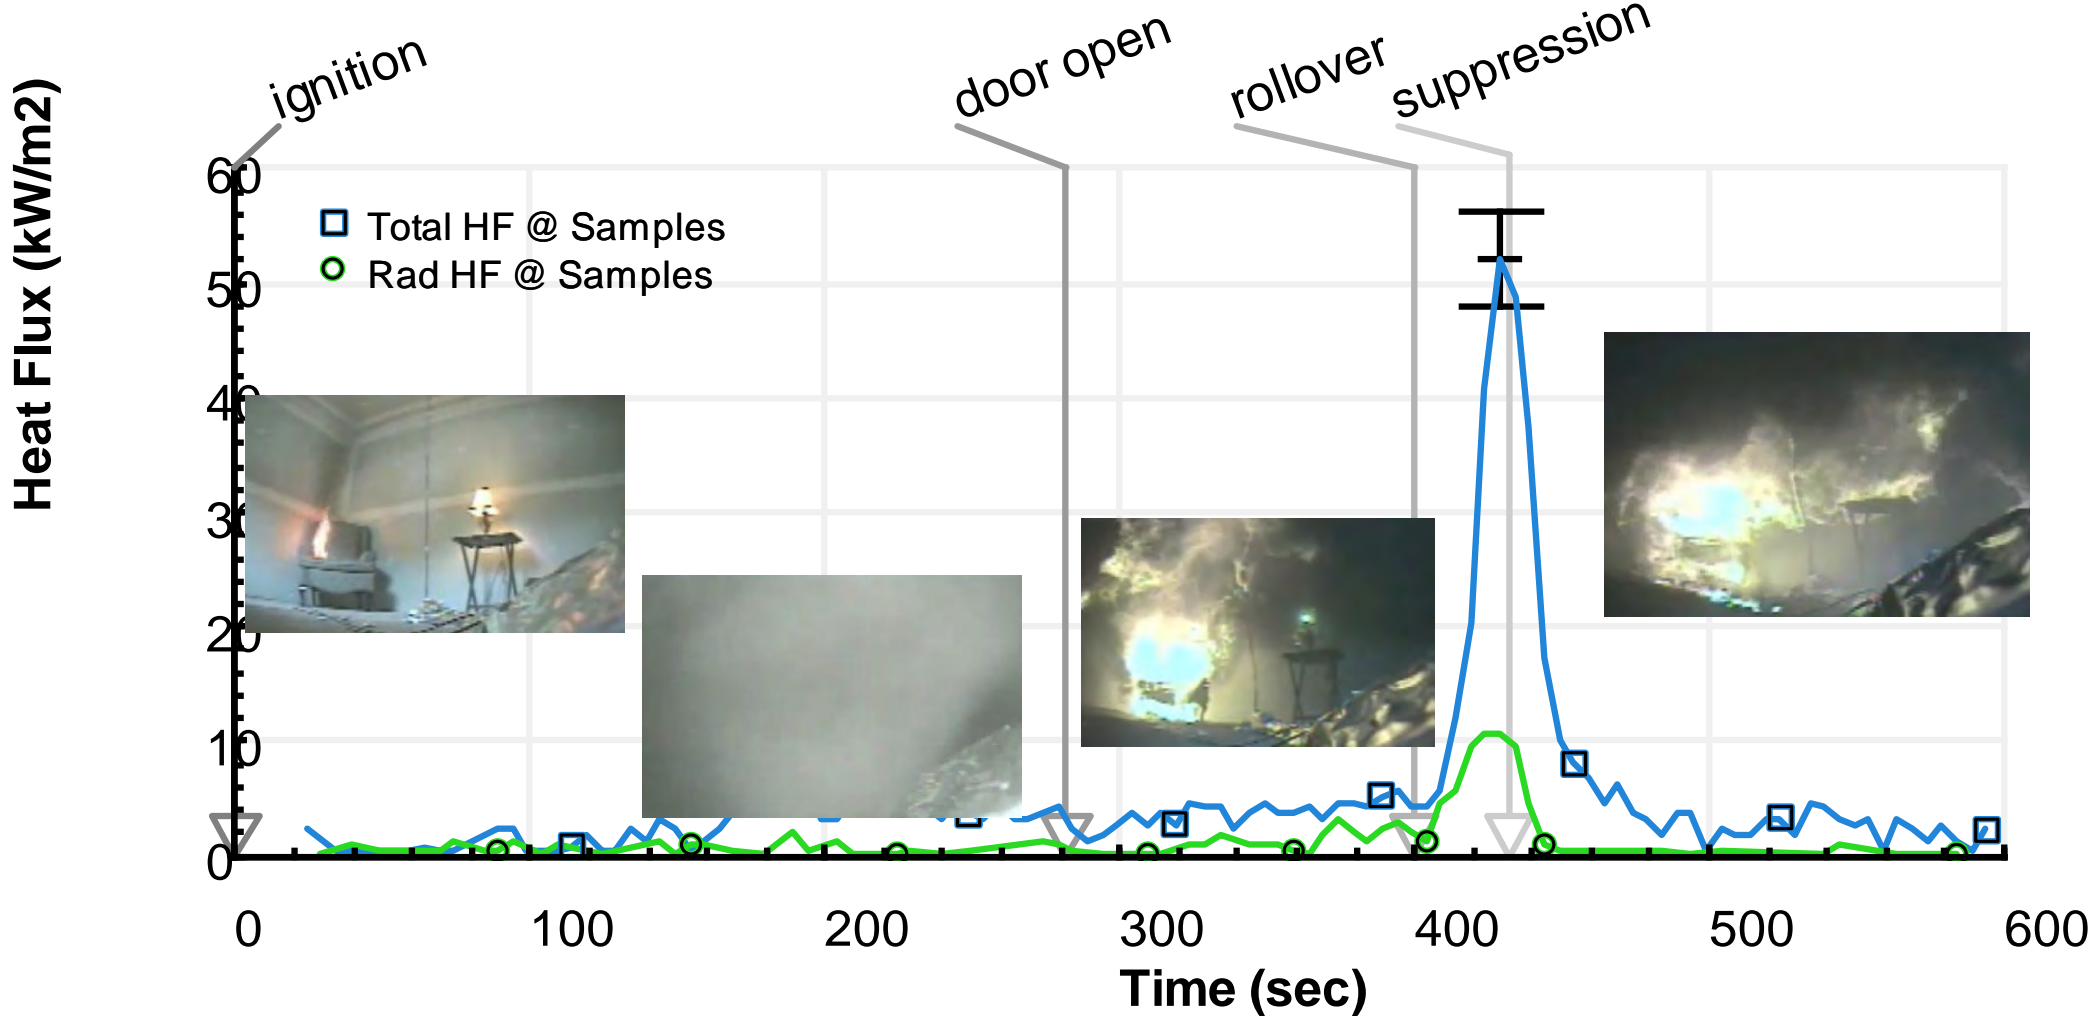 ignition
door open
rollover
suppression
Heat Flux (kW/m2)
60
50
40
30
20
10
0
Total HF @ Samples
Rad HF @ Samples
0 100 200 300 400 500 600
Time (sec)